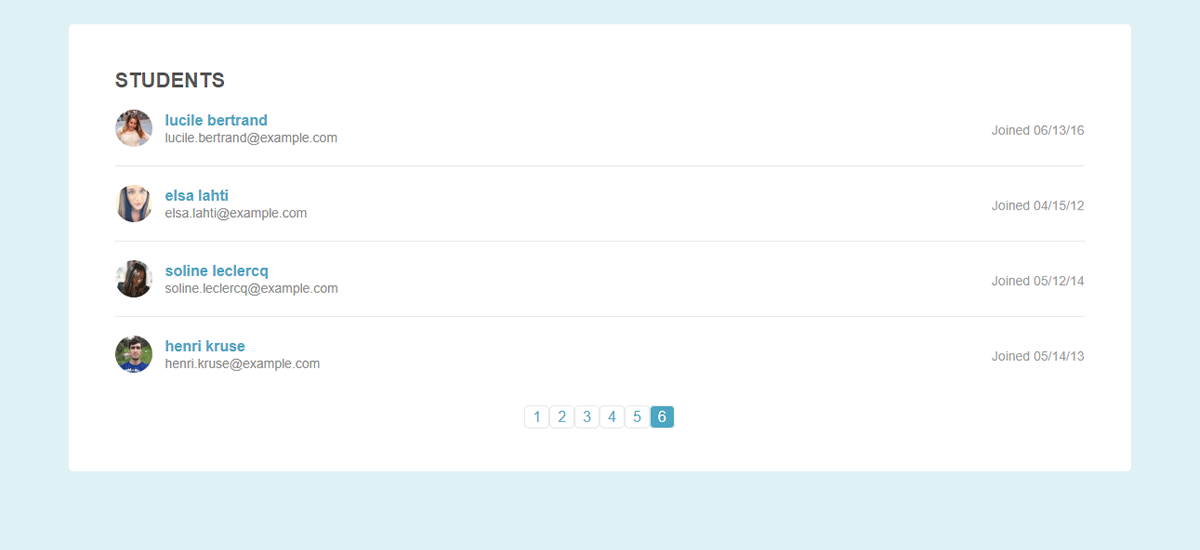 STUDENTS
lucile bertrand
lucile.bertrand@example.com
Joined 06/13/16
elsa lahti
elsa.lahti@example.com
Joined 04/15/12
soline leclercq
soline.leclercq@example.com
Joined 05/12/14
henri kruse
henri.kruse@example.com
Joined 05/14/13
1 2 3 4 5 6